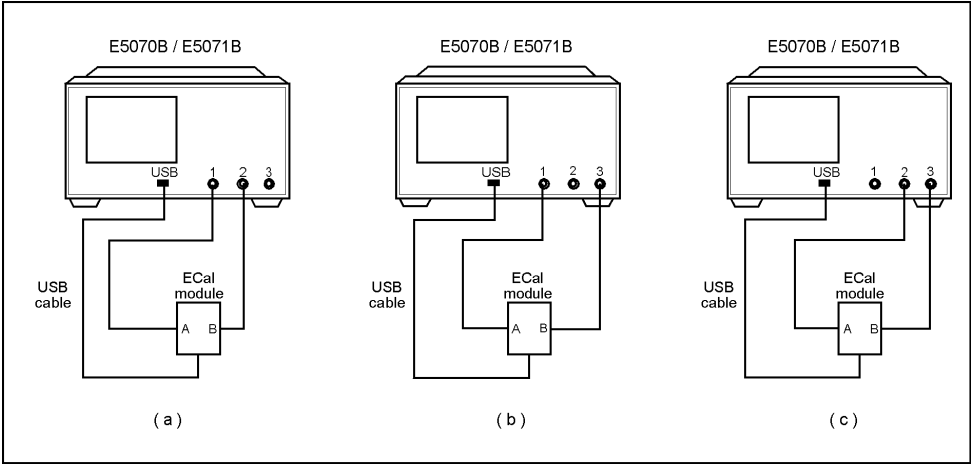 E5070B / E5071B
USB 1 2 3
USB
cable
ECal
module
A B
( a )
E5070B / E5071B
USB 1 2 3
USB
cable
ECal
module
A B
( b )
E5070B / E5071B
USB 1 2 3
USB
cable
ECal
module
A B
( c )